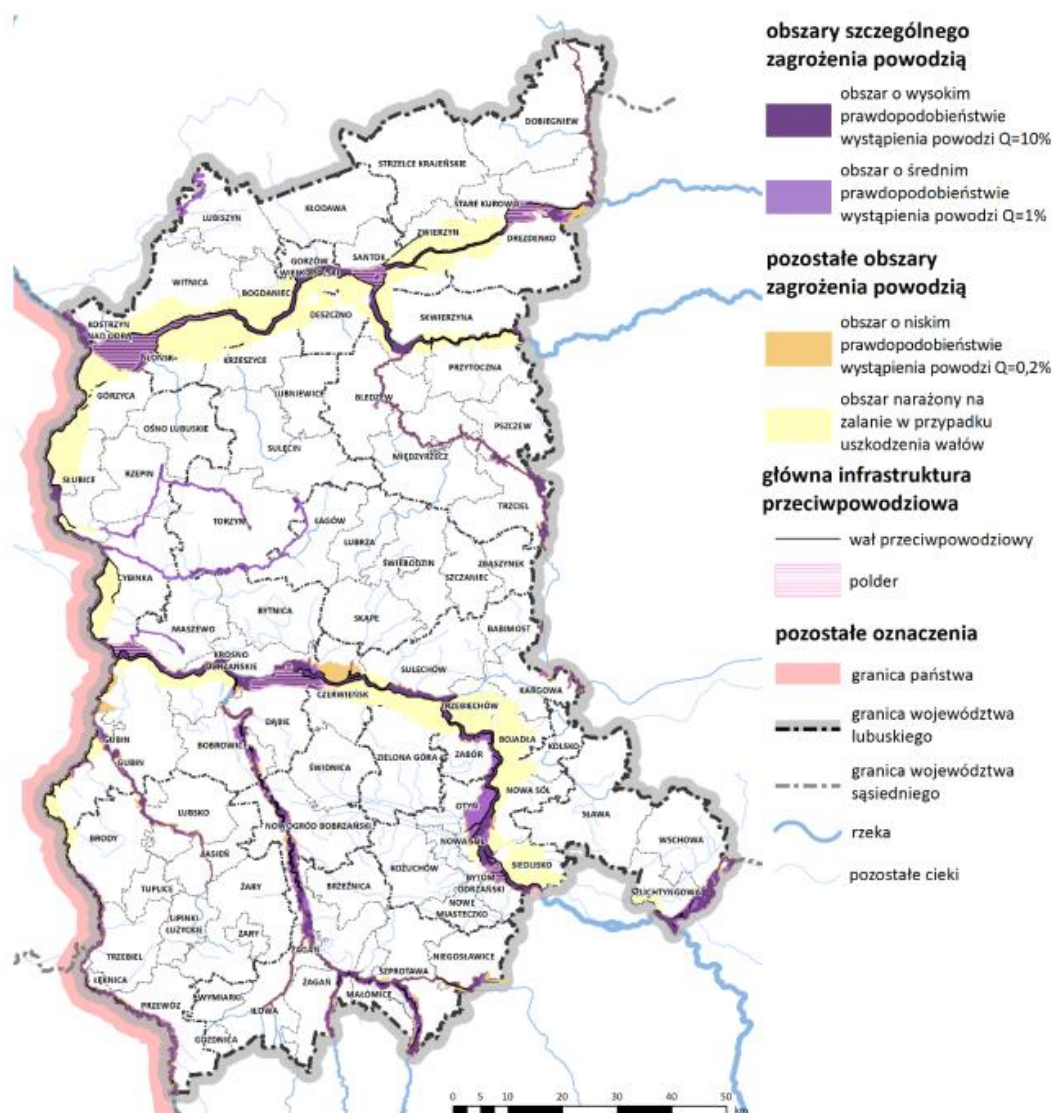 obszary szczególnego
zagrożenia powodzią
obszar o wysokim
prawdopodobieństwie
wystąpienia powodzi Q=10%
obszar o średnim
prawdopodobieństwie
wystąpienia powodzi Q=1%
pozostałe obszary
zagrożenia powodzią
obszar o niskim
prawdopodobieństwie
wystąpienia powodzi Q=0,2%
obszar narażony na
zalanie w przypadku
uszkodzenia wałów
główna infrastruktura
przeciwpowodziowa
wał przeciwpowodziowy
polder
pozostałe oznaczenia
granica państwa
granica województwa
lubuskiego
granica województwa
sąsiedniego
rzeka
pozostałe cieki
DOBIEGNIEW
STRZELCE KRAJEŃSKIE
STARE KUROWO
KŁODAWA
LUBISZYN
ZWIERZYN
DREZDENKO
GORZÓW
WIELKOPOLSKI
SANTOK
WITNICA
BOGDANIEC
DESZCZNO
SKWIERZYNA
KOSTRZYN
NAD ODRĄ
SŁOŃSK
KRZESZYCE
PRZYTOCZNA
GÓRZYCA
LUBNIEWICE
BLEDZEW
OŚNO LUBUSKIE
SULĘCIN
PSZCZEW
MIĘDZYRZECZ
RZEPIN
SŁUBICE
TRZCIEL
TORZYN
ŁAGÓW
LUBRZA
ŚWIEBODZIN
ZBĄSZYNEK
SZCZANIEC
CYBINKA
BYTNICA
SKĄPE
BABIMOST
MASZEWO
KROSNO
ODRZAŃSKIE
SULECHÓW
KARGOWA
CZERWIEŃSK
TRZEBIECHÓW
GUBIN
DĄBIE
BOJADŁA
KOLSKO
BOBROWICE
ZIELONA GÓRA
ZABÓR
GUBIN
ŚWIDNICA
NOWA SÓL
LUBSKO
OTYŃ
SŁAWA
BRODY
NOWOGRÓD BOBRZAŃSKI
WSCHOWA
JASIEŃ
NOWA SÓL
KOŻUCHÓW
SIEDLISKO
TUPLICE
ŻARY
BRZEŹNICA
BYTOM
ODRZAŃSKI
SZLICHTYNGOWA
LIPINKI
ŁUŻYCKIE
NOWE
MIASTECZKO
ŻARY
TRZEBIEL
ŻAGAŃ
NIEGOSŁAWICE
ŁĘKNICA
SZPROTAWA
ŻAGAŃ
PRZEWÓZ
WYMIARKI
MAŁOMICE
IŁOWA
GOZDNICA
0 5 10 20 30 40 50
km